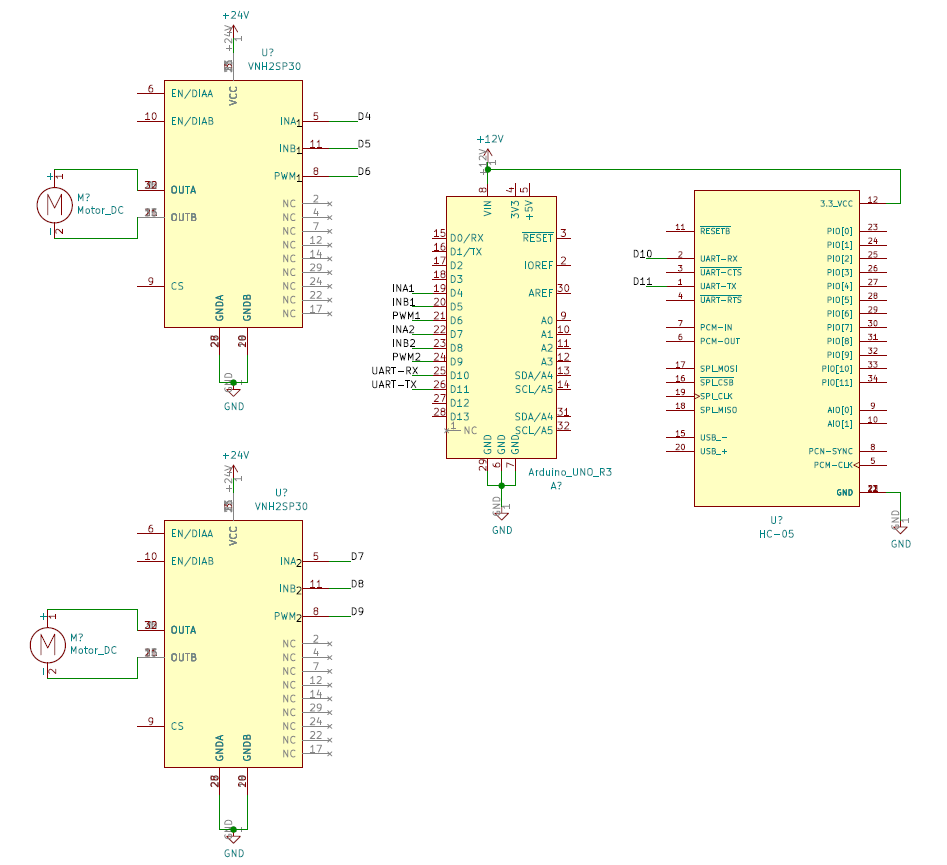 +24V
+24V
1
U?
VNH2SP30
VCC
6 EN/DIAA
10 EN/DIAB
INA1 5 D4
INB1 11 D5
PWM1 8 D6
+ 1
M?
Motor_DC
2
OUTA
OUTB
NC 2
NC 4
NC 7
NC 12
NC 14
NC 29
NC 24
NC 22
NC 17
9 CS
GNDA
GNDB
28
GND
1
GND
+12V
+12V
1
8 4 5
VIN
3V3
+5V
15 D0/RX
16 D1/TX
17 D2
18 D3
INA1 19 D4
INB1 20 D5
PWM1 21 D6
INA2 22 D7
INB2 23 D8
PWM2 24 D9
UART-RX 25 D10
UART-TX 26 D11
27 D12
28 D13
1 NC
RESET 3
IOREF 2
AREF 30
A0 9
A1 10
A2 11
A3 12
SDA/A4 13
SCL/A5 14
SDA/A4 31
SCL/A5 32
GND
GND
GND
29 6 7
GND
1
GND
Arduino_UNO_R3
A?
3.3_VCC 12
11 RESETB
D10 2 UART-RX
3 UART-CTS
D11 1 UART-TX
4 UART-RTS
7 PCM-IN
6 PCM-OUT
17 SPI_MOSI
16 SPI_CSB
19 SPI_CLK
18 SPI_MISO
15 USB_-
20 USB_+
PIO[0] 23
PIO[1] 24
PIO[2] 25
PIO[3] 26
PIO[4] 27
PIO[5] 28
PIO[6] 29
PIO[7] 30
PIO[8] 31
PIO[9] 32
PIO[10] 33
PIO[11] 34
AIO[0] 9
AIO[1] 10
PCN-SYNC 8
PCM-CLK 5
GND
GND
1
GND
U?
HC-05
+24V
+24V
1
U?
VNH2SP30
VCC
6 EN/DIAA
10 EN/DIAB
INA2 5 D7
INB2 11 D8
PWM2 8 D9
+ 1
M?
Motor_DC
2
OUTA
OUTB
NC 2
NC 4
NC 7
NC 12
NC 14
NC 29
NC 24
NC 22
NC 17
9 CS
GNDA
GNDB
28
GND
1
GND